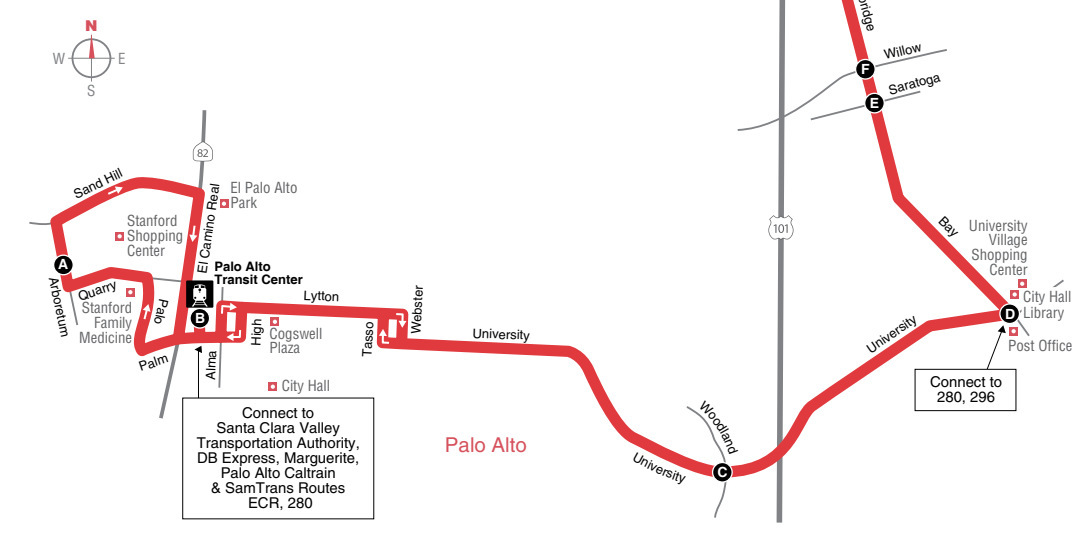 N
W
E
S
82
Sand Hill
El Camino Real
El Palo Alto
Park
Stanford
Shopping
Center
A
Arboretum
Quarry
Stanford
Family
Medicine
Palo
Palm
Palo Alto
Transit Center
B
Alma
High
Lytton
Cogswell
Plaza
City Hall
Tasso
Webster
University
Connect to
Santa Clara Valley
Transportation Authority,
DB Express, Marguerite,
Palo Alto Caltrain
& SamTrans Routes
ECR, 280
Palo Alto
University
Woodland
C
101
University
Willow
F
Saratoga
E
Bay
University
Village
Shopping
Center
City Hall
Library
D
Post Office
Connect to
280, 296